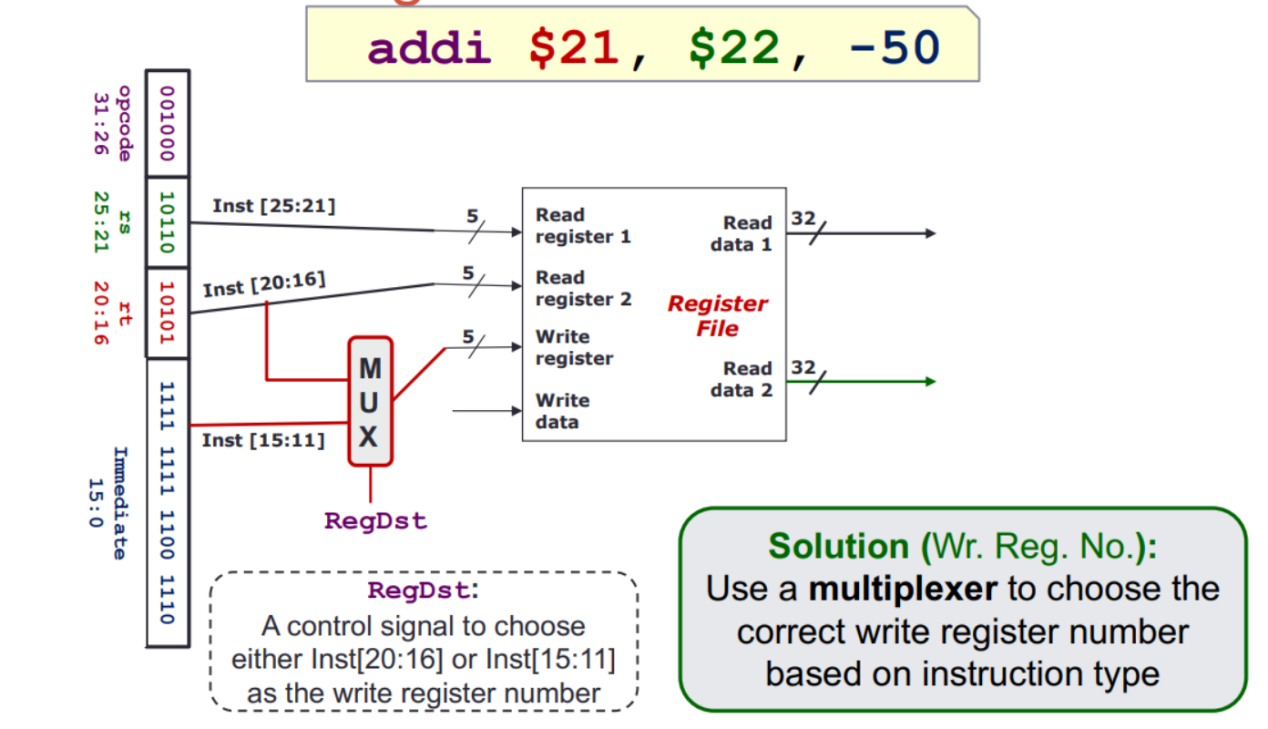 addi $21, $22, -50
opcode
31:26
001000
rs
25:21
10110
rt
20:16
10101
Immediate
15:0
1111 1111 1100 1110
Inst [25:21]
Inst [20:16]
Inst [15:11]
M
U
X
RegDst
5
5
5
Read
register 1
Read
register 2
Write
register
Write
data
Register
File
Read
data 1
Read
data 2
32
32
RegDst:
A control signal to choose
either Inst[20:16] or Inst[15:11]
as the write register number
Solution (Wr. Reg. No.):
Use a multiplexer to choose the
correct write register number
based on instruction type